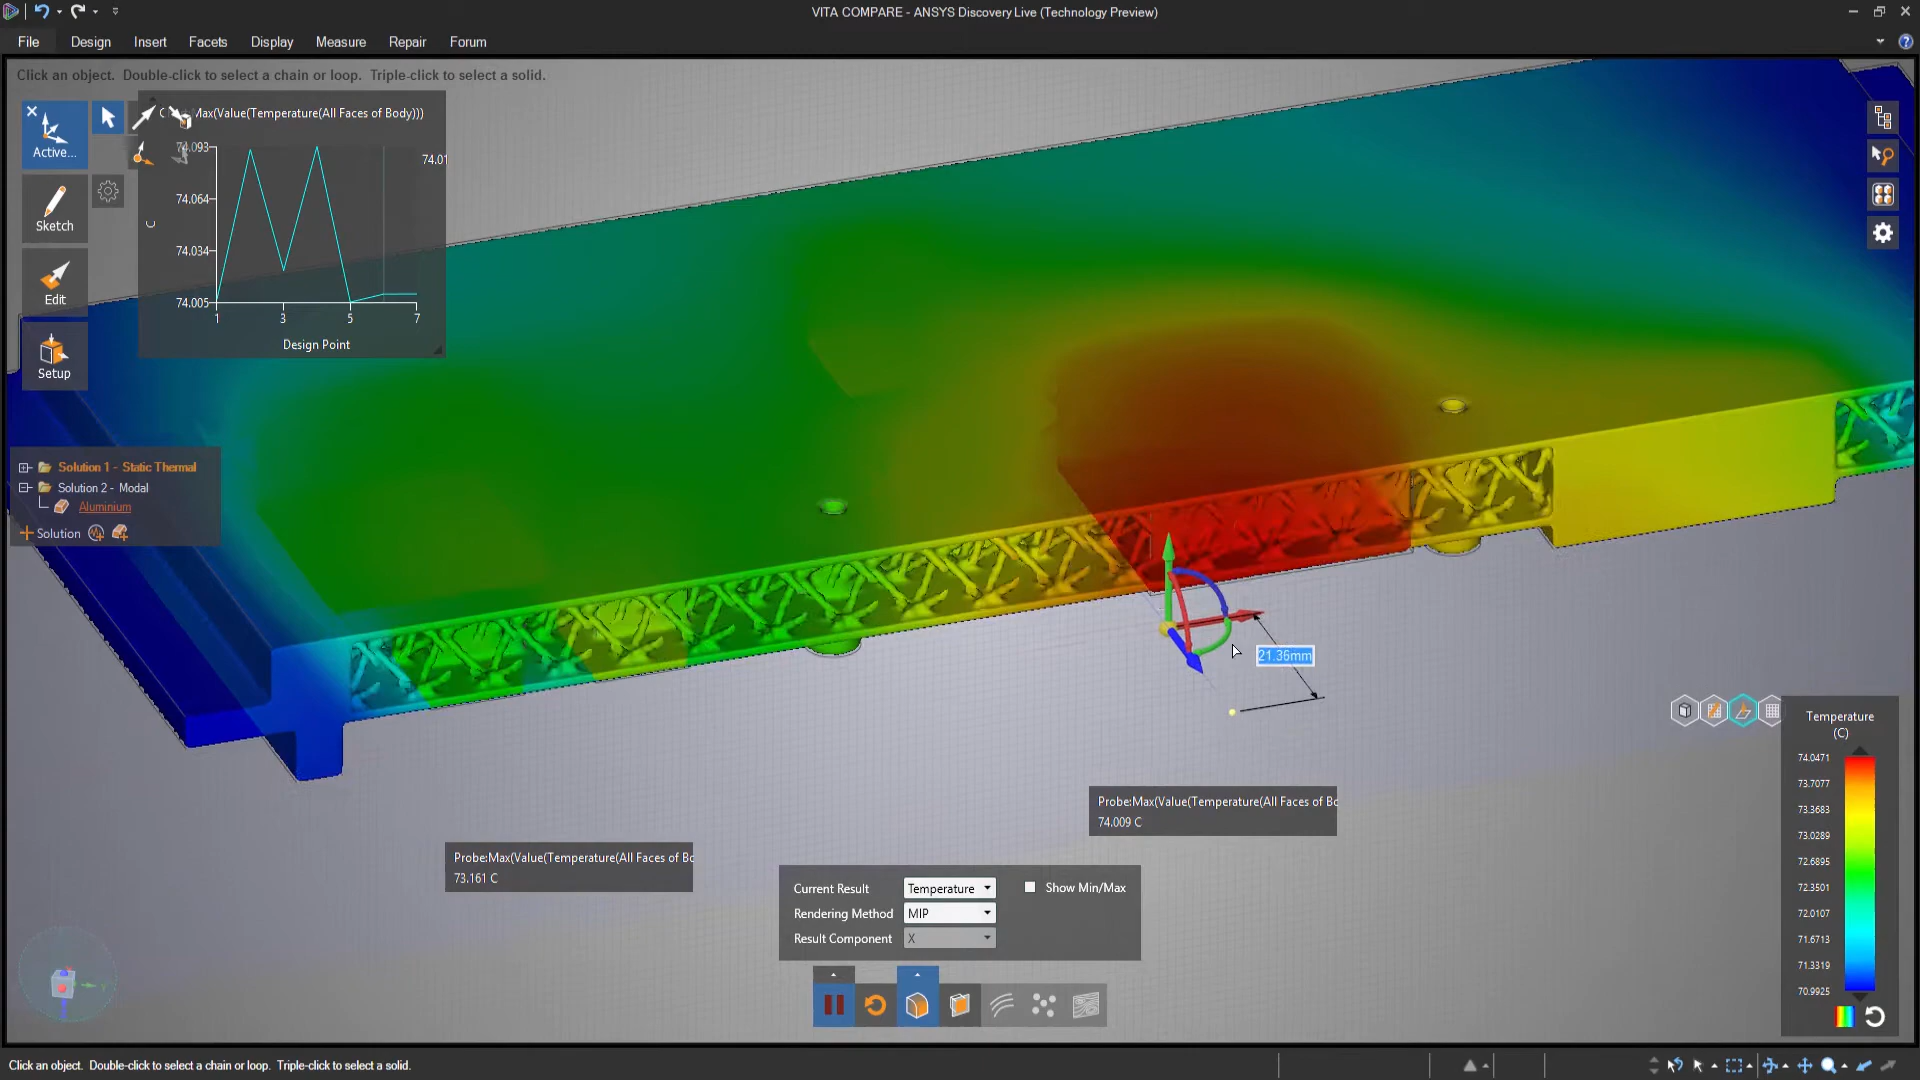 VITA COMPARE - ANSYS Discovery Live (Technology Preview)
File Design Insert Facets Display Measure Repair Forum
Click an object. Double-click to select a chain or loop. Triple-click to select a solid.
Active...
Sketch
Edit
Setup
Max(Value(Temperature(All Faces of Body)))
74.093
74.064
74.034
74.005
C
74.01
1 3 5 7
Design Point
Solution 1 - Static Thermal
Solution 2 - Modal
Aluminium
Solution
21.36mm
Probe:Max(Value(Temperature(All Faces of Bo
74.009 C
Probe:Max(Value(Temperature(All Faces of Bo
73.161 C
Current Result Temperature Show Min/Max
Rendering Method MIP
Result Component X
Temperature
(C)
74.0471
73.7077
73.3683
73.0289
72.6895
72.3501
72.0107
71.6713
71.3319
70.9925
Y
Click an object. Double-click to select a chain or loop. Triple-click to select a solid.